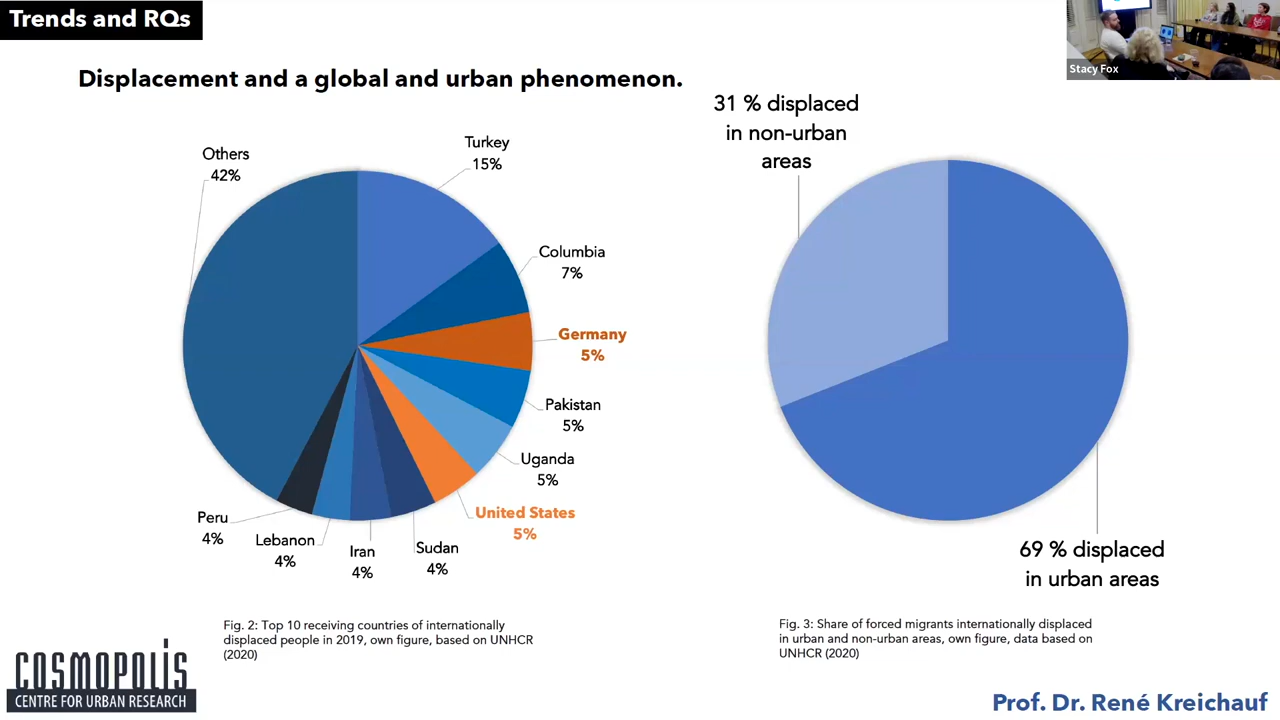 Trends and RQs
Stacy Fox
Displacement and a global and urban phenomenon.
Others
42%
Turkey
15%
Columbia
7%
Germany
5%
Pakistan
5%
Uganda
5%
United States
5%
Sudan
4%
Iran
4%
Lebanon
4%
Peru
4%
Fig. 2: Top 10 receiving countries of internationally
displaced people in 2019, own figure, based on UNHCR
(2020)
31 % displaced
in non-urban
areas
69 % displaced
in urban areas
Fig. 3: Share of forced migrants internationally displaced
in urban and non-urban areas, own figure, data based on
UNHCR (2020)
COSMOPOLIS
CENTRE FOR URBAN RESEARCH
Prof. Dr. René Kreichauf